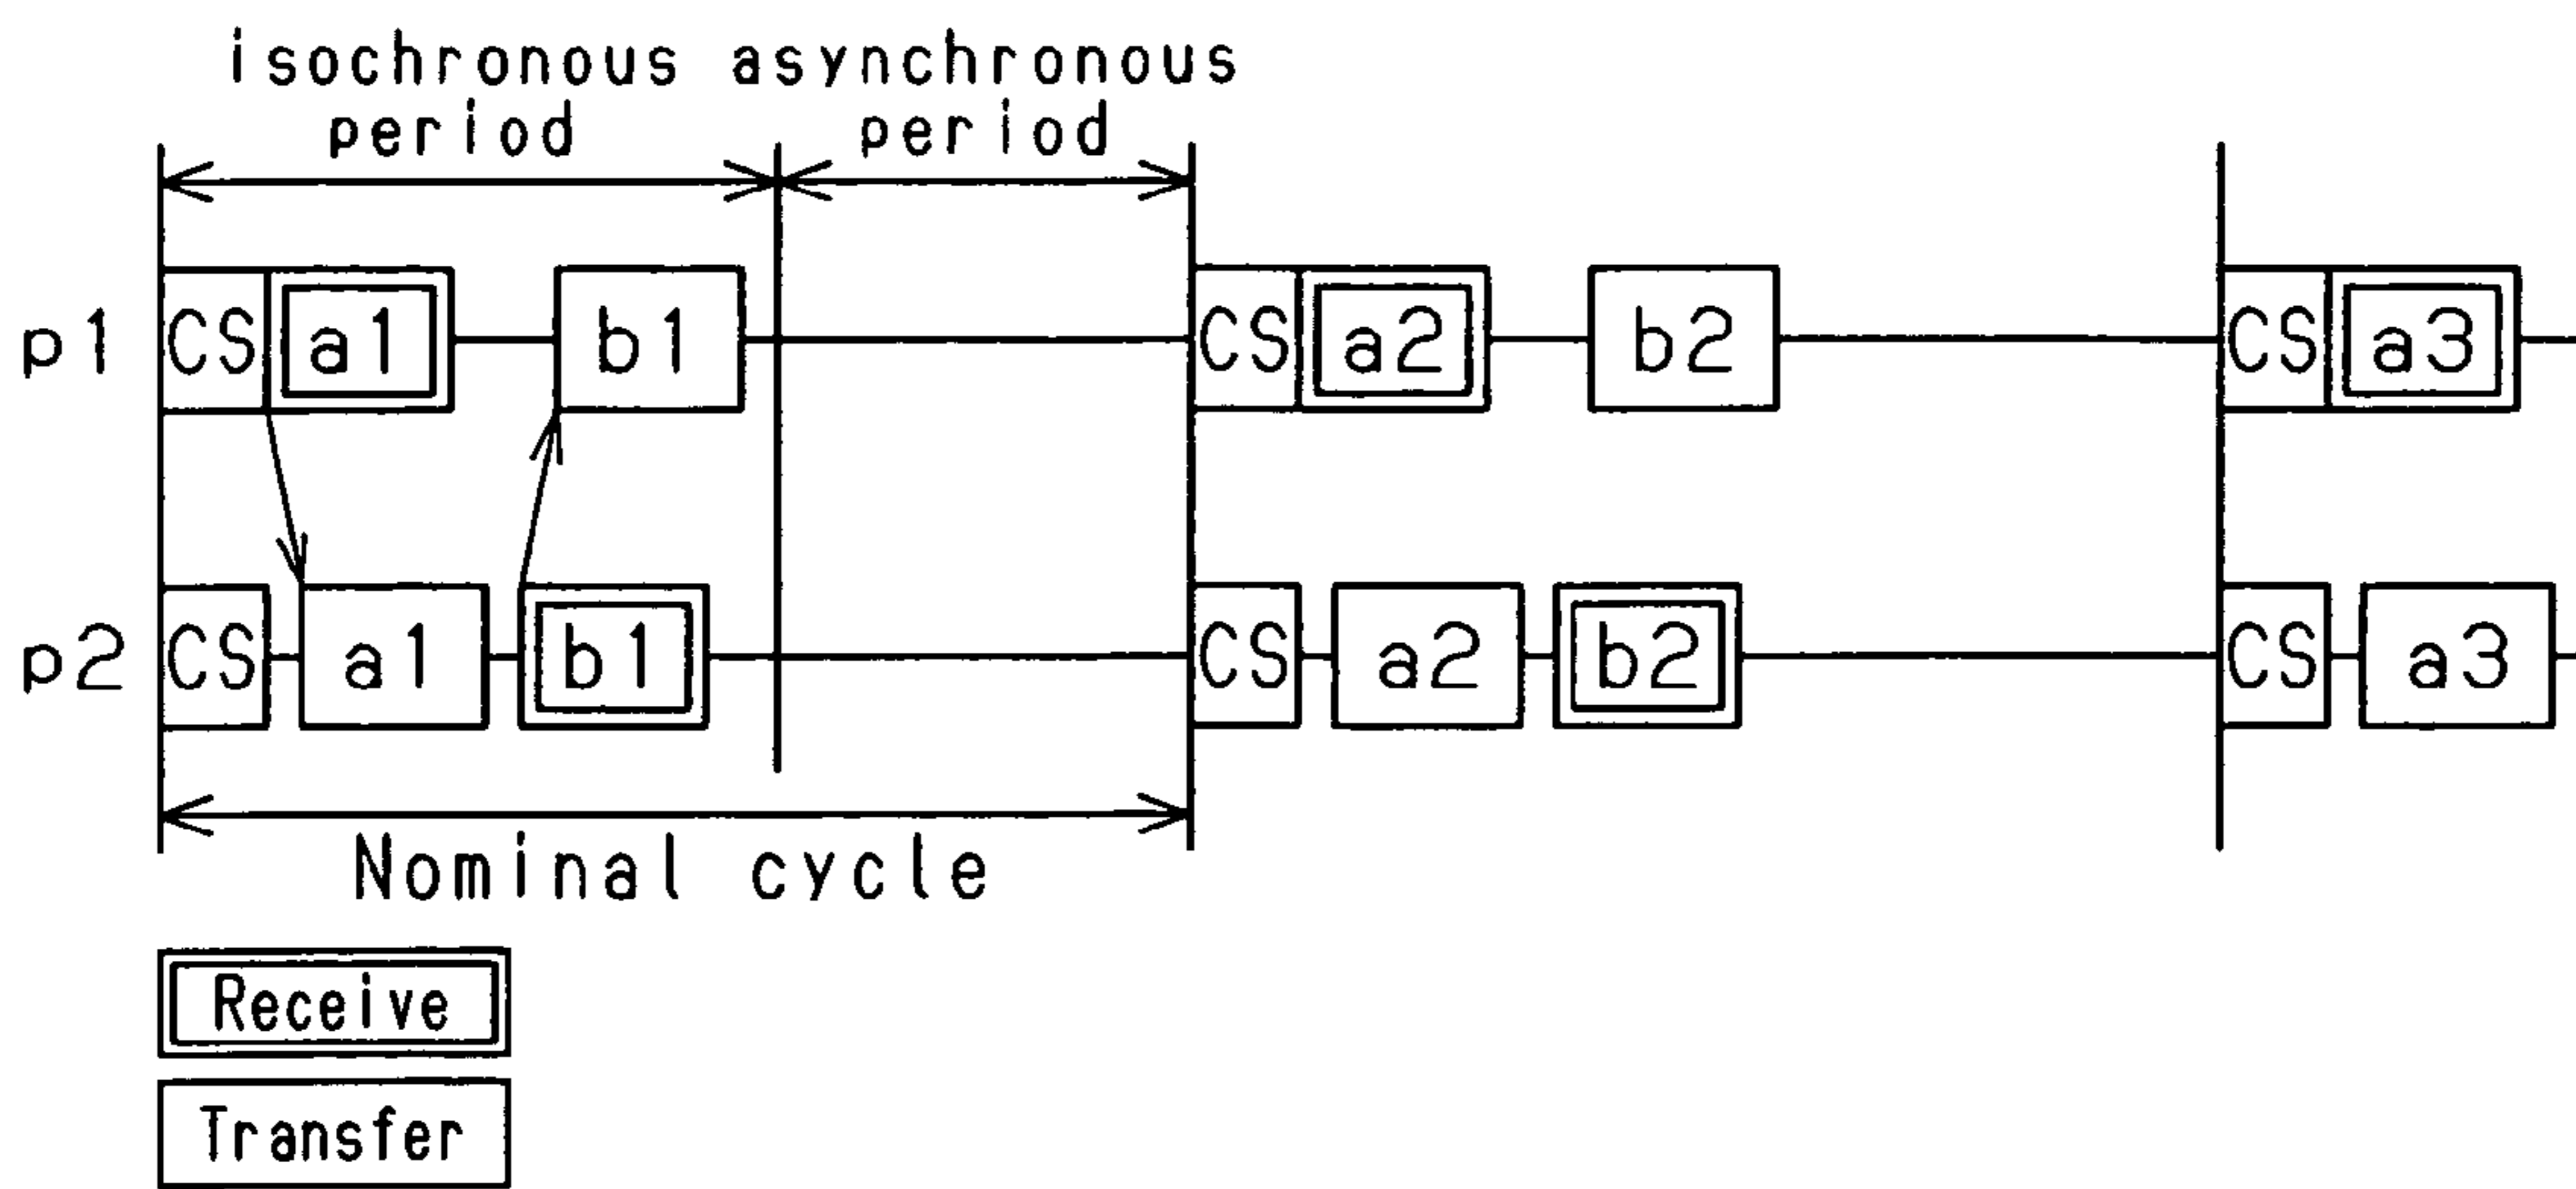 isochronous asynchronous
period period
p1 CS a1 b1 CS a2 b2 CS a3
p2 CS a1 b1 CS a2 b2 CS a3
Nominal cycle
Receive
Transfer